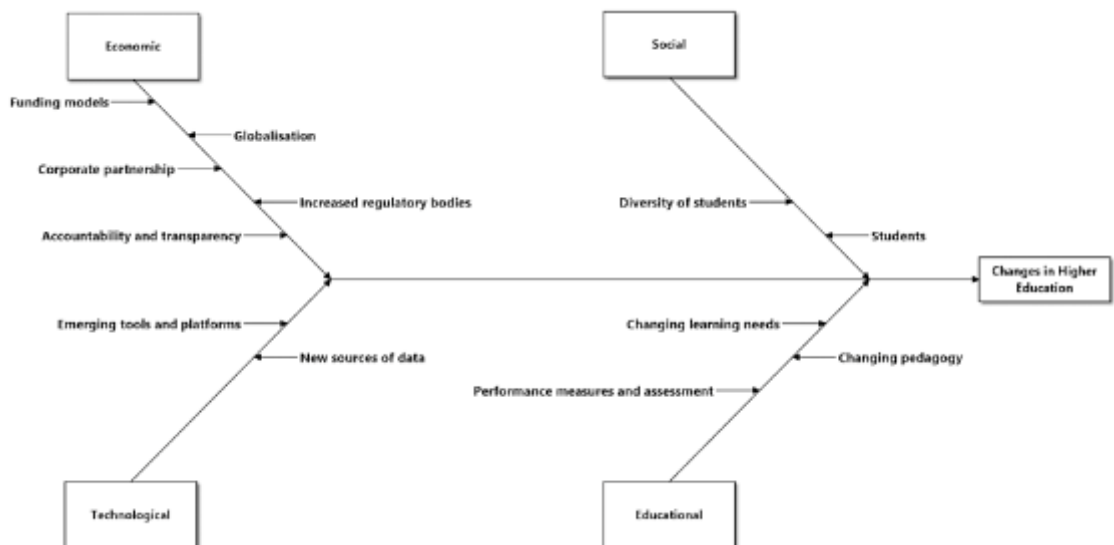 Economic
Social
Funding models
Globalisation
Corporate partnership
Increased regulatory bodies
Diversity of students
Accountability and transparency
Students
Changes in Higher
Education
Emerging tools and platforms
Changing learning needs
New sources of data
Changing pedagogy
Performance measures and assessment
Technological
Educational